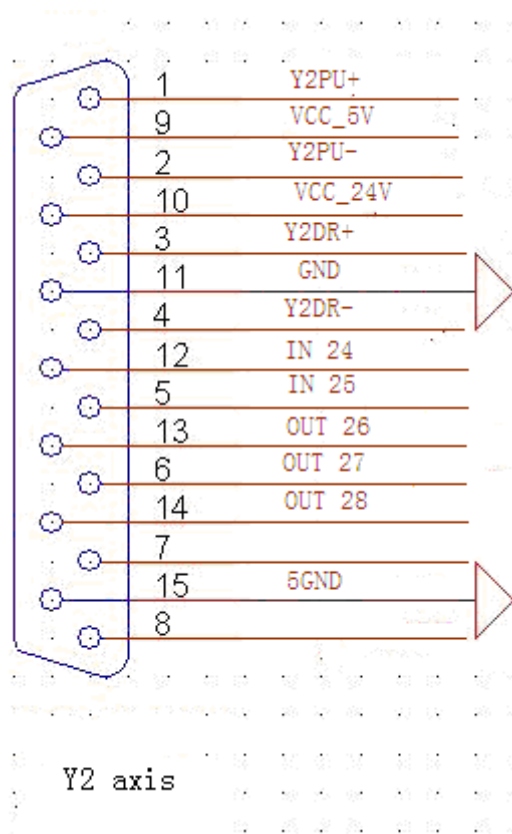 1 Y2PU+
9 VCC_5V
2 Y2PU-
10 VCC_24V
3 Y2DR+
11 GND
4 Y2DR-
12 IN 24
5 IN 25
13 OUT 26
6 OUT 27
14 OUT 28
7
15 5GND
8
Y2 axis